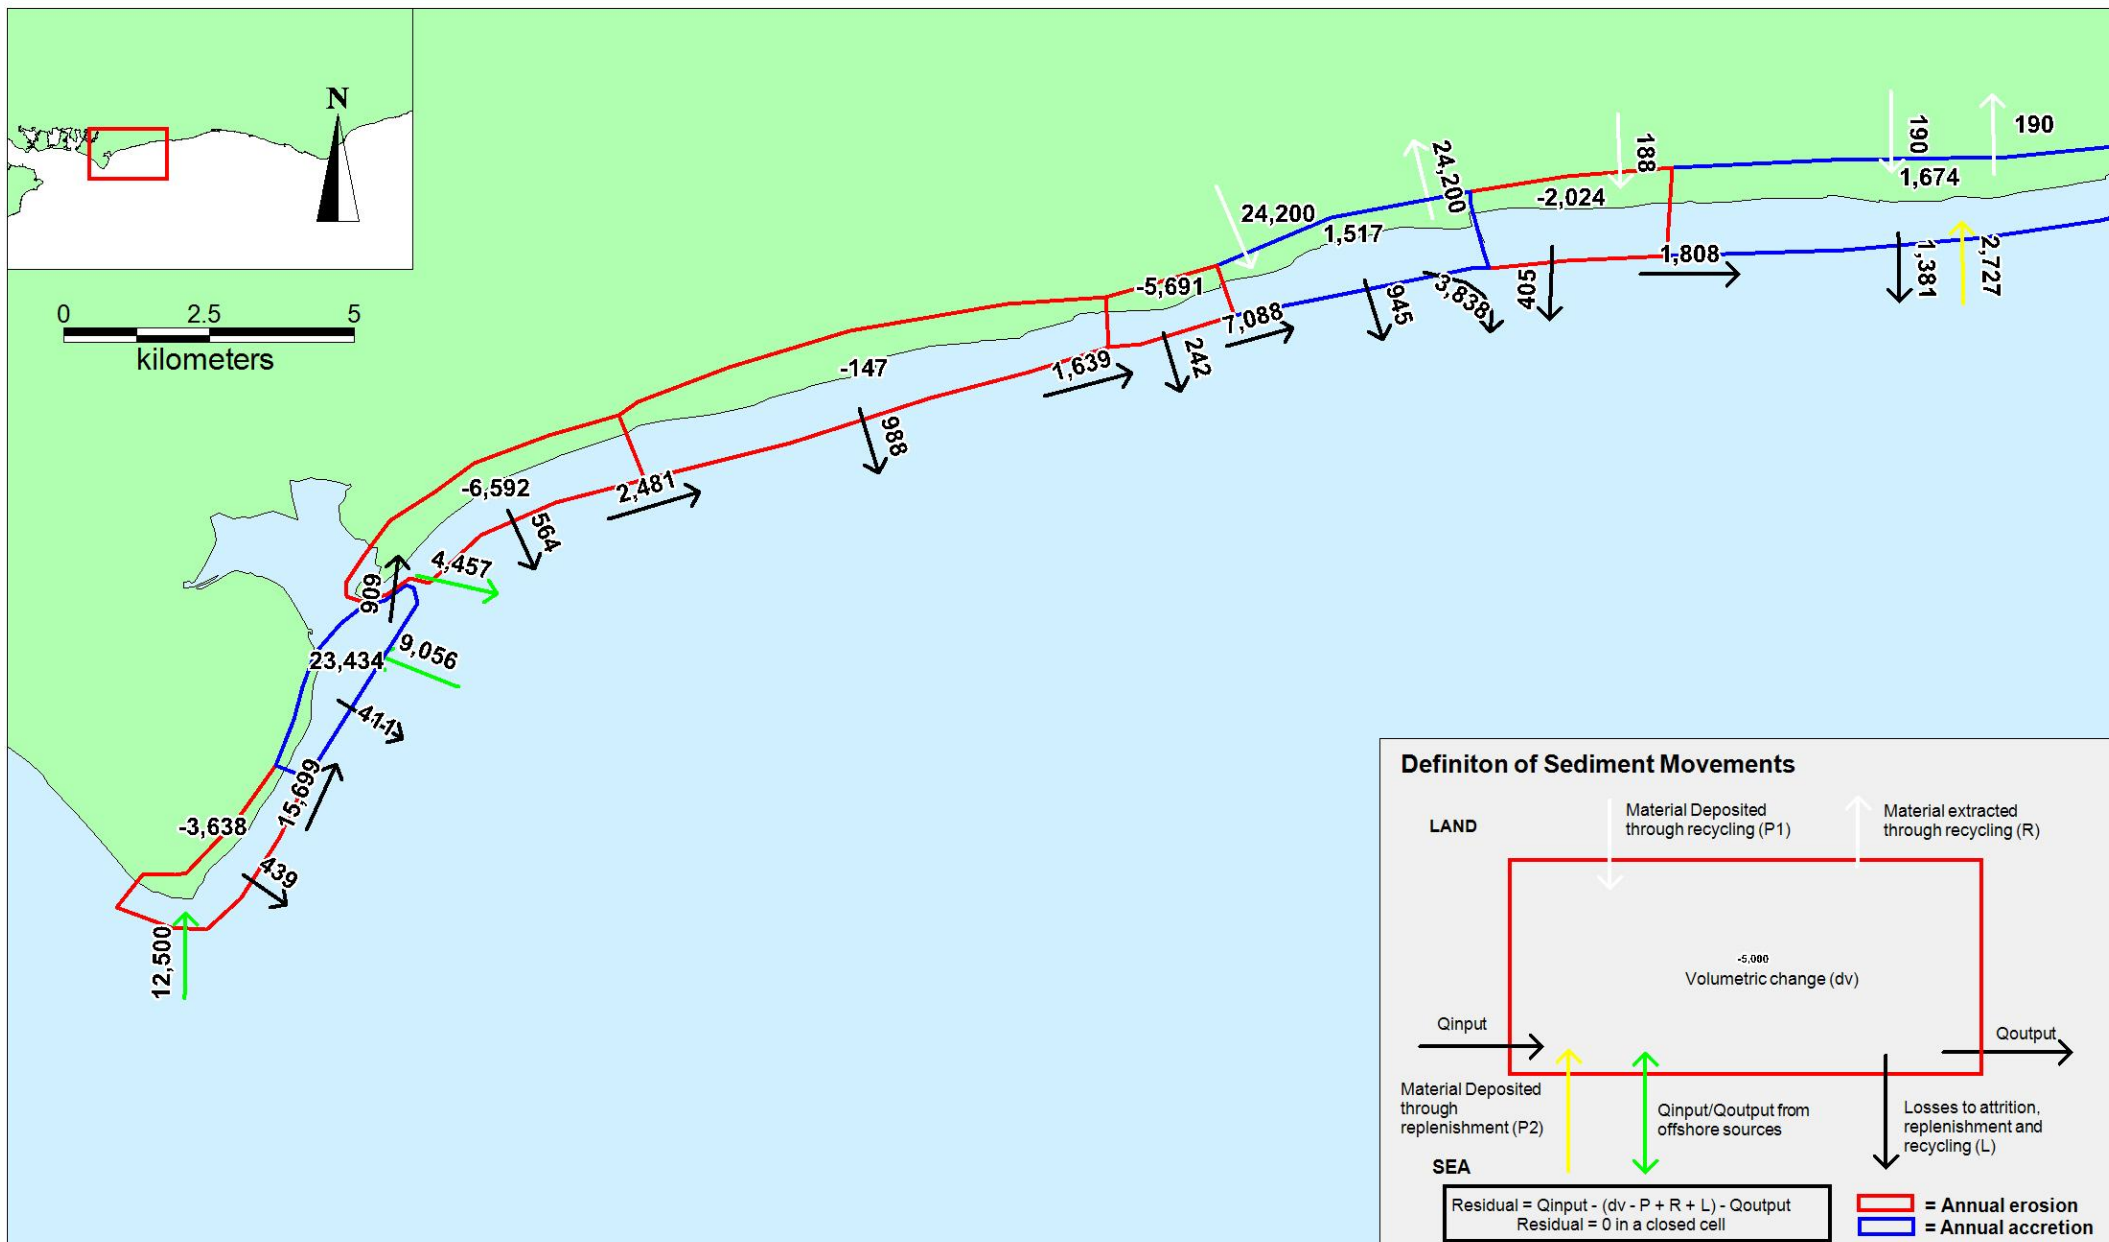 N
0 2.5 5
kilometers
190
190
1,674
188
-2,024
24,200
24,200
1,517
1,808
1,381
2,727
405
3,838
945
-5,691
7,088
242
1,639
-147
988
2,481
-6,592
564
4,457
909
9,056
23,434
411
15,699
-3,638
439
12,500
Definiton of Sediment Movements
LAND
Material Deposited
through recycling (P1)
Material extracted
through recycling (R)
-5,000
Volumetric change (dv)
Qinput
Qoutput
Material Deposited
through
replenishment (P2)
Qinput/Qoutput from
offshore sources
Losses to attrition,
replenishment and
recycling (L)
SEA
Residual = Qinput - (dv - P + R + L) - Qoutput
Residual = 0 in a closed cell
= Annual erosion
= Annual accretion